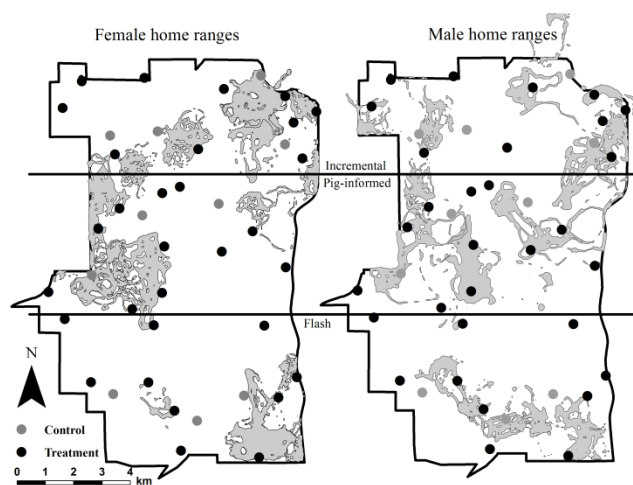 Female home ranges
Male home ranges
Incremental
Pig-informed
Flash
N
Control
Treatment
0 1 2 3 4
km